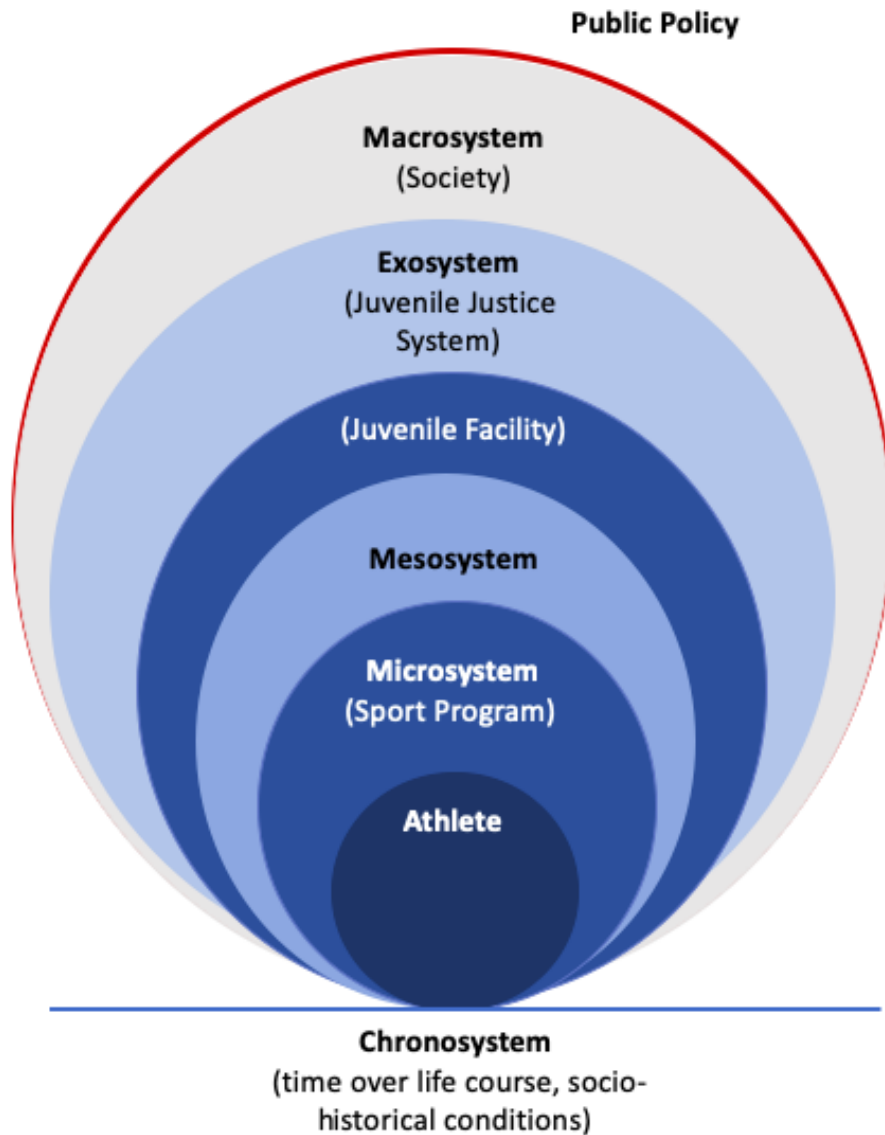 Public Policy
Macrosystem
(Society)
Exosystem
(Juvenile Justice
System)
(Juvenile Facility)
Mesosystem
Microsystem
(Sport Program)
Athlete
Chronosystem
(time over life course, socio-
historical conditions)